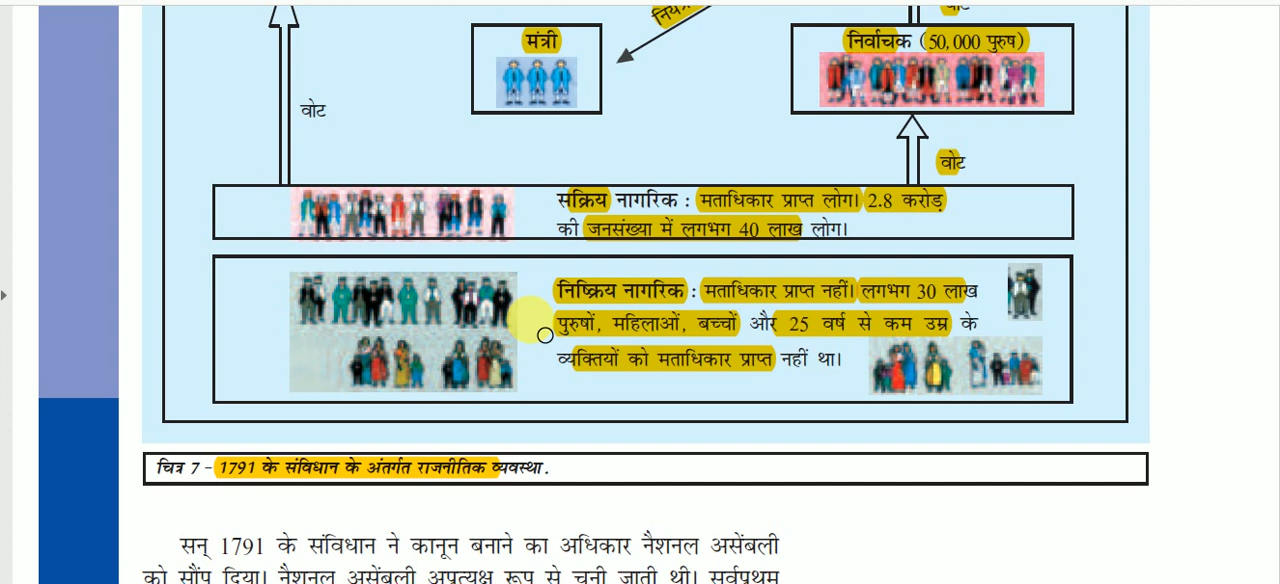 मंत्री
निर्वाचक (50,000 पुरुष)
वोट
वोट
सक्रिय नागरिक : मताधिकार प्राप्त लोग। 2.8 करोड़
की जनसंख्या में लगभग 40 लाख लोग।
निष्क्रिय नागरिक : मताधिकार प्राप्त नहीं। लगभग 30 लाख
पुरुषों, महिलाओं, बच्चों और 25 वर्ष से कम उम्र के
व्यक्तियों को मताधिकार प्राप्त नहीं था।
चित्र 7 - 1791 के संविधान के अंतर्गत राजनीतिक व्यवस्था.
सन् 1791 के संविधान ने कानून बनाने का अधिकार नैशनल असेंबली
को सौंप दिया। नैशनल असेंबली अप्रत्यक्ष रूप से चुनी जाती थी। सर्वप्रथम